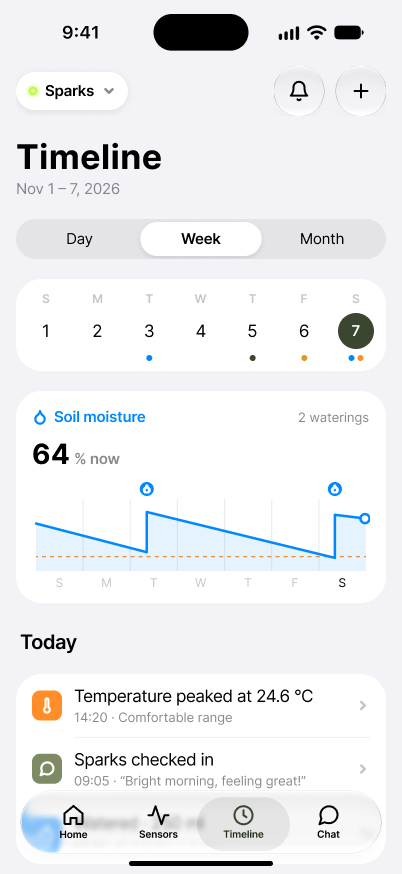 9:41
Sparks
Timeline
Nov 1 – 7, 2026
Day Week Month
S M T W T F S
1 2 3 4 5 6 7
Soil moisture 2 waterings
64 % now
S M T W T F S
Today
Temperature peaked at 24.6 °C
14:20 · Comfortable range
Sparks checked in
09:05 · “Bright morning, feeling great!”
Home Sensors Timeline Chat